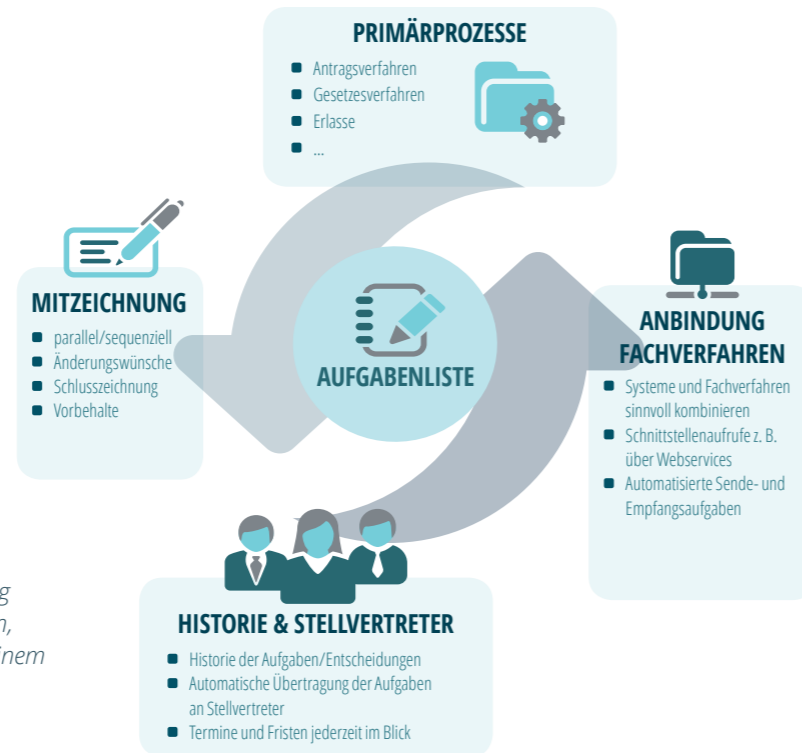 PRIMÄRPROZESSE
Antragsverfahren
Gesetzesverfahren
Erlasse
...
MITZEICHNUNG
parallel/sequenziell
Änderungswünsche
Schlusszeichnung
Vorbehalte
AUFGABENLISTE
ANBINDUNG
FACHVERFAHREN
Systeme und Fachverfahren
sinnvoll kombinieren
Schnittstellenaufrufe z. B.
über Webservices
Automatisierte Sende- und
Empfangsaufgaben
HISTORIE & STELLVERTRETER
Historie der Aufgaben/Entscheidungen
Automatische Übertragung der Aufgaben
an Stellvertreter
Termine und Fristen jederzeit im Blick